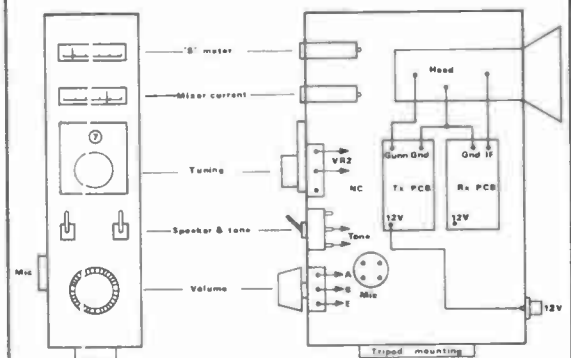 'S' meter
Mixer current
Head
7
Gunn Gnd
Gnd IF
VR2
Tuning
NC
Tx PCB
Rx PCB
12V
12V
Speaker & tone
Tone
Mic
A
Mic
B
Volume
E
12V
Tripod mounting